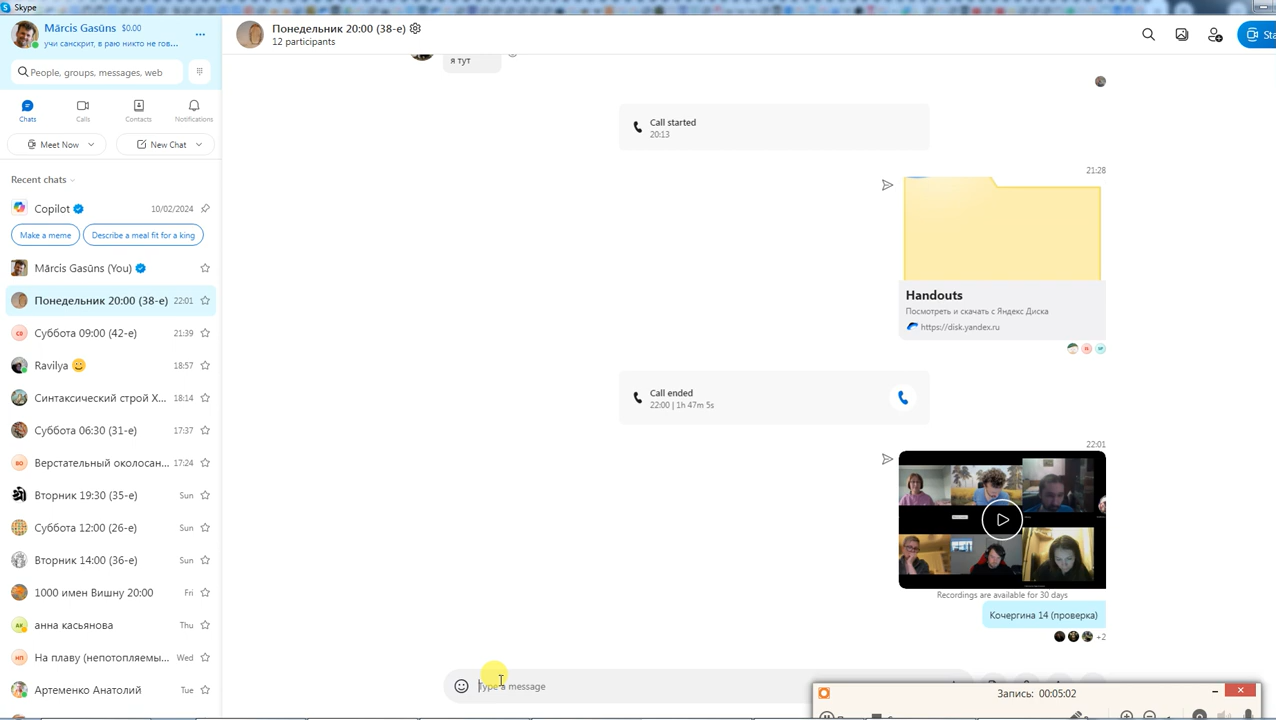 Skype
Mārcis Gasūns $0.00
учи санскрит, в раю никто не гов...
People, groups, messages, web
Chats
Calls
Contacts
Notifications
Meet Now
New Chat
Recent chats
Copilot 10/02/2024
Make a meme
Describe a meal fit for a king
Mārcis Gasūns (You)
Понедельник 20:00 (38-е) 22:01
Суббота 09:00 (42-е) 21:39
Ravilya 18:57
Синтаксический строй Х... 18:14
Суббота 06:30 (31-е) 17:37
Верстательный околосан... 17:24
Вторник 19:30 (35-е) Sun
Суббота 12:00 (26-е) Sun
Вторник 14:00 (36-е) Sun
1000 имен Вишну 20:00 Fri
анна касьянова Thu
На плаву (непотопляемы... Wed
Артеменко Анатолий Tue
Понедельник 20:00 (38-е)
12 participants
Sta
я тут
Call started
20:13
21:28
Handouts
Посмотреть и скачать с Яндекс Диска
https://disk.yandex.ru
Call ended
22:00 | 1h 47m 5s
22:01
Recordings are available for 30 days
Кочергина 14 (проверка)
+2
Type a message
Запись: 00:05:02